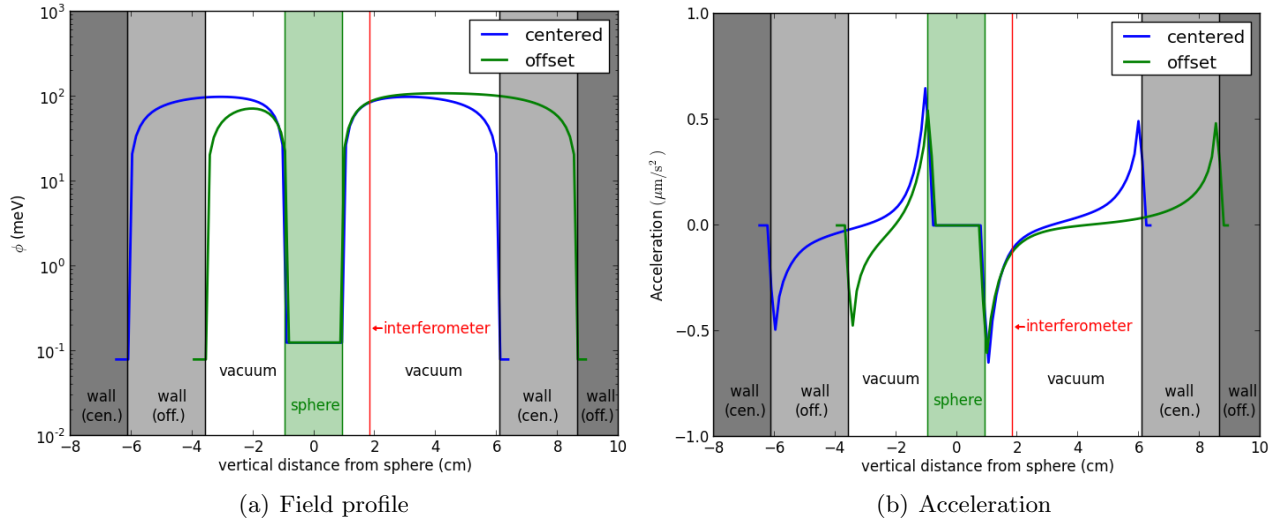 10³
10²
10¹
10⁰
10⁻¹
10⁻²
ϕ (meV)
centered
offset
interferometer
vacuum
vacuum
wall
(cen.)
wall
(off.)
sphere
wall
(cen.)
wall
(off.)
−8 −6 −4 −2 0 2 4 6 8 10
vertical distance from sphere (cm)
(a) Field profile
1.0
0.5
0.0
−0.5
−1.0
Acceleration (μm/s²)
centered
offset
interferometer
vacuum
vacuum
wall
(cen.)
wall
(off.)
sphere
wall
(cen.)
wall
(off.)
−8 −6 −4 −2 0 2 4 6 8 10
vertical distance from sphere (cm)
(b) Acceleration